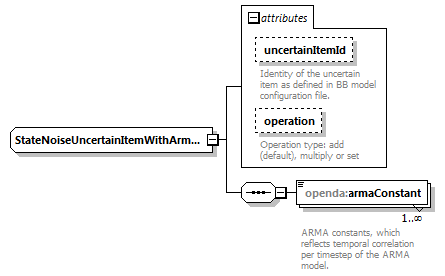 attributes
uncertainItemId
Identity of the uncertain
item as defined in BB model
configuration file.
operation
Operation type: add
(default), multiply or set
StateNoiseUncertainItemWithArm...
openda:armaConstant
1..∞
ARMA constants, which
reflects temporal correlation
per timestep of the ARMA
model.